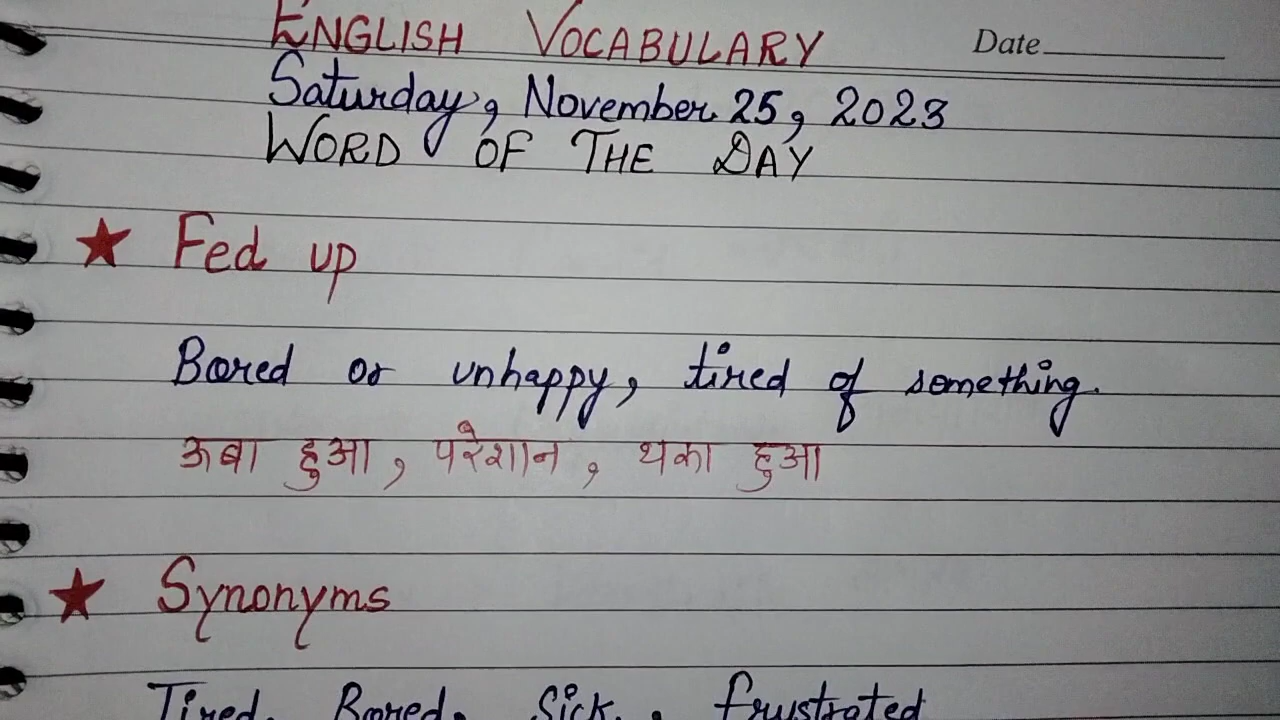 ENGLISH VOCABULARY
Date
Saturday, November 25, 2023
WORD OF THE DAY
★ Fed up
Bored or unhappy, tired of something.
ऊबा हुआ, परेशान, थका हुआ
★ Synonyms
Tired, Bored, Sick, frustrated